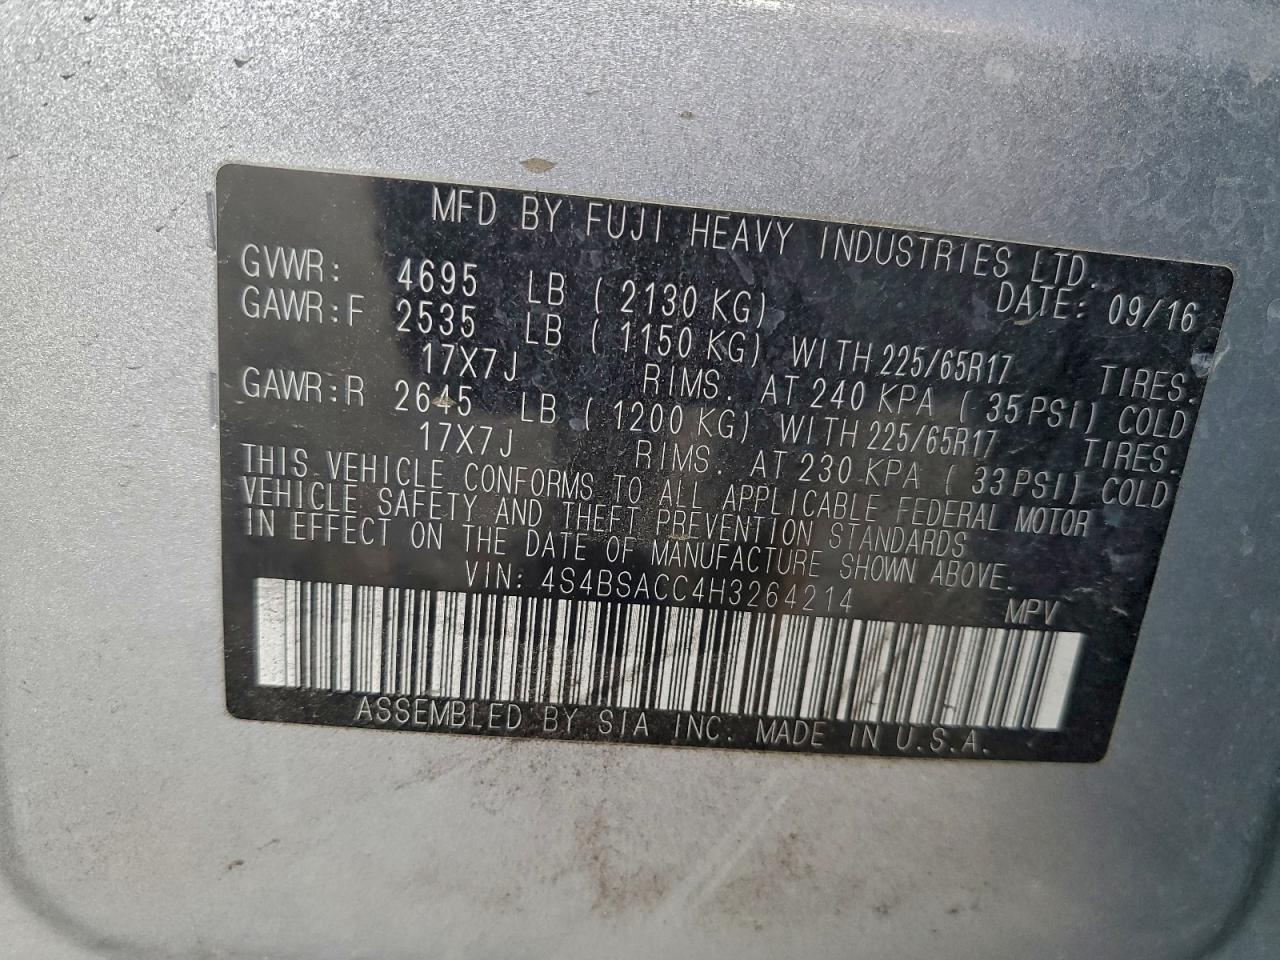 MFD BY FUJI HEAVY INDUSTRIES LTD.
GVWR: 4695 LB (2130 KG) DATE: 09/16
GAWR:F 2535 LB (1150 KG) WITH 225/65R17 TIRES.
17X7J RIMS. AT 240 KPA (35 PSI) COLD
GAWR:R 2645 LB (1200 KG) WITH 225/65R17 TIRES.
17X7J RIMS. AT 230 KPA (33 PSI) COLD
THIS VEHICLE CONFORMS TO ALL APPLICABLE FEDERAL MOTOR
VEHICLE SAFETY AND THEFT PREVENTION STANDARDS
IN EFFECT ON THE DATE OF MANUFACTURE SHOWN ABOVE.
VIN: 4S4BSACC4H3264214 MPV
ASSEMBLED BY SIA INC. MADE IN U.S.A.